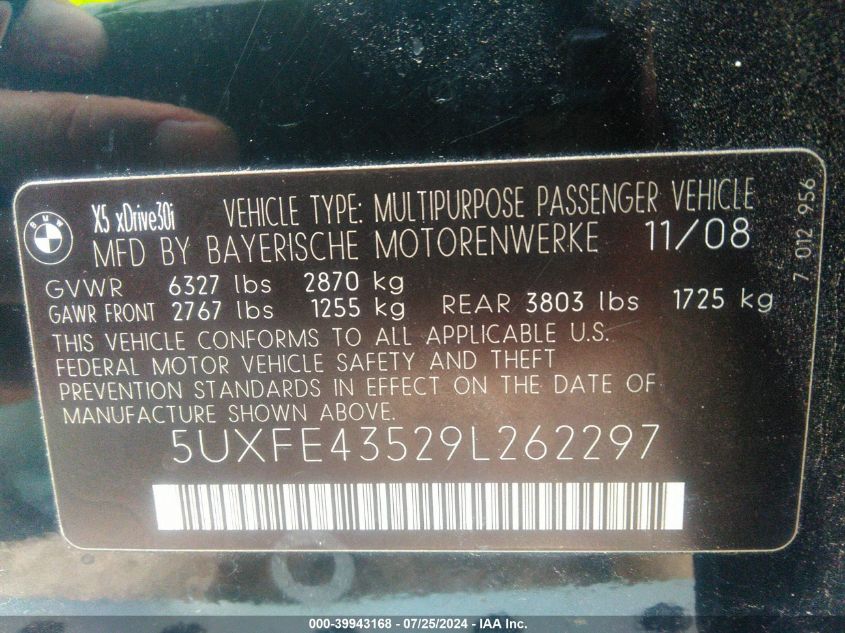 BMW
X5 xDrive30i VEHICLE TYPE: MULTIPURPOSE PASSENGER VEHICLE
MFD BY BAYERISCHE MOTORENWERKE 11/08
GVWR 6327 lbs 2870 kg
GAWR FRONT 2767 lbs 1255 kg REAR 3803 lbs 1725 kg
THIS VEHICLE CONFORMS TO ALL APPLICABLE U.S.
FEDERAL MOTOR VEHICLE SAFETY AND THEFT
PREVENTION STANDARDS IN EFFECT ON THE DATE OF
MANUFACTURE SHOWN ABOVE.
5UXFE43529L262297
7 012 956
000-39943168 - 07/25/2024 - IAA Inc.